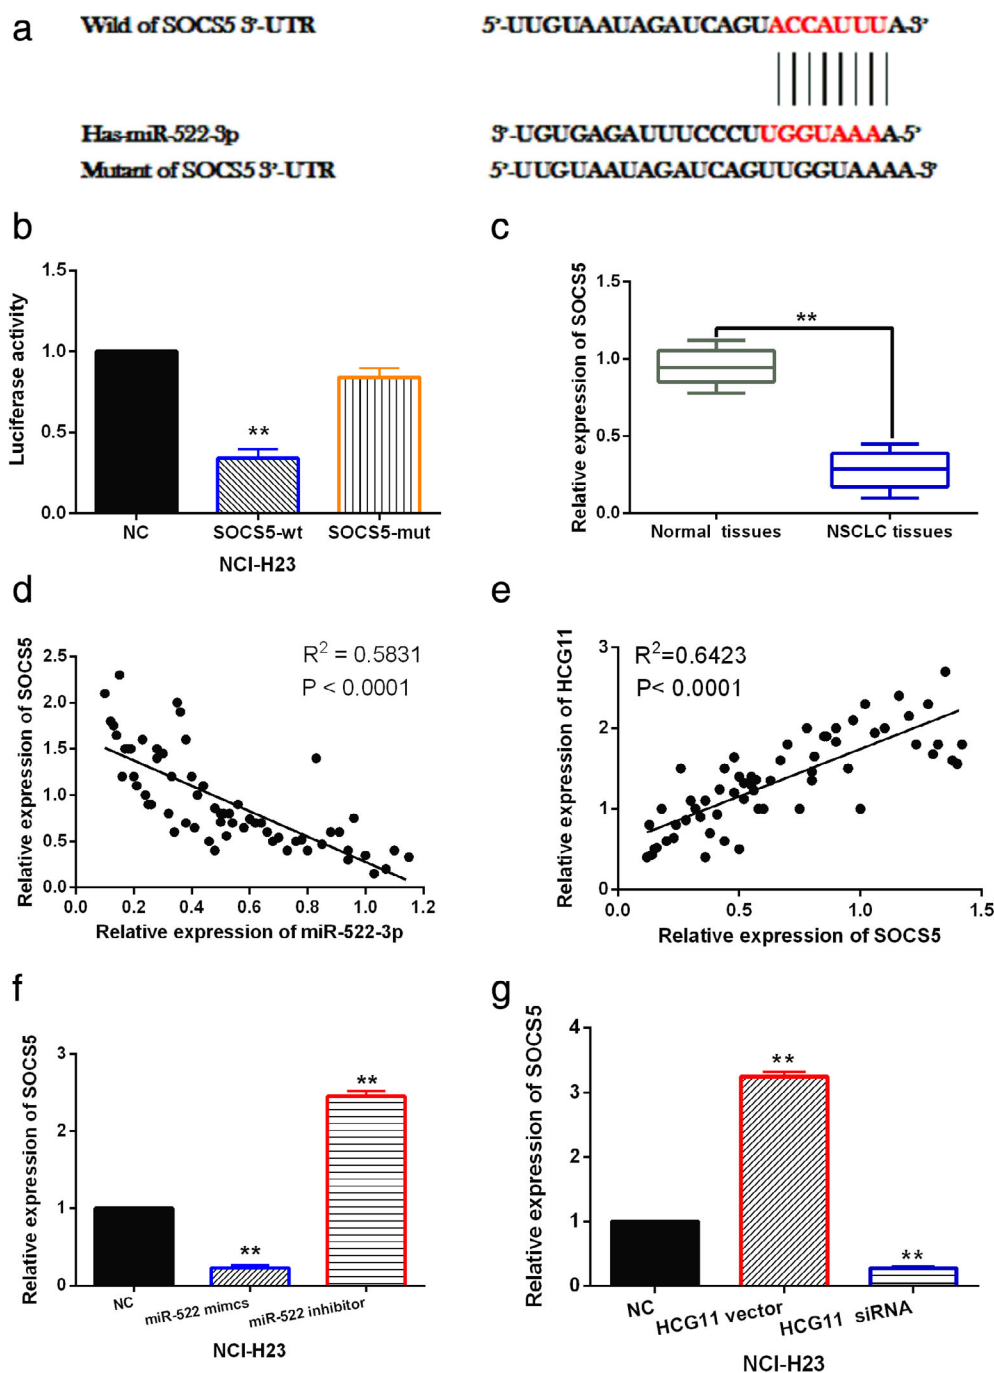 a
Wild of SOCS5 3'-UTR 5'-UUGUAAUAGAUCAGUACCAUUUA-3'
Has-miR-522-3p 3'-UGUGAGAUUUCCCUUGGUAAAA-5'
Mutant of SOCS5 3'-UTR 5'-UUGUAAUAGAUCAGUUGGUAAAA-3'
b
Luciferase activity
1.5
1.0
0.5
0.0
**
NC SOCS5-wt SOCS5-mut
NCI-H23
c
Relative expression of SOCS5
1.5
1.0
0.5
0.0
**
Normal tissues NSCLC tissues
d
Relative expression of SOCS5
R² = 0.5831
P < 0.0001
2.5
2.0
1.5
1.0
0.5
0.0
0.0 0.2 0.4 0.6 0.8 1.0 1.2
Relative expression of miR-522-3p
e
Relative expression of HCG11
R²=0.6423
P< 0.0001
3
2
1
0
0.0 0.5 1.0 1.5
Relative expression of SOCS5
f
Relative expression of SOCS5
3
2
1
0
**
**
NC miR-522 mimcs miR-522 inhibitor
NCI-H23
g
Relative expression of SOCS5
4
3
2
1
0
**
**
NC HCG11 vector HCG11 siRNA
NCI-H23